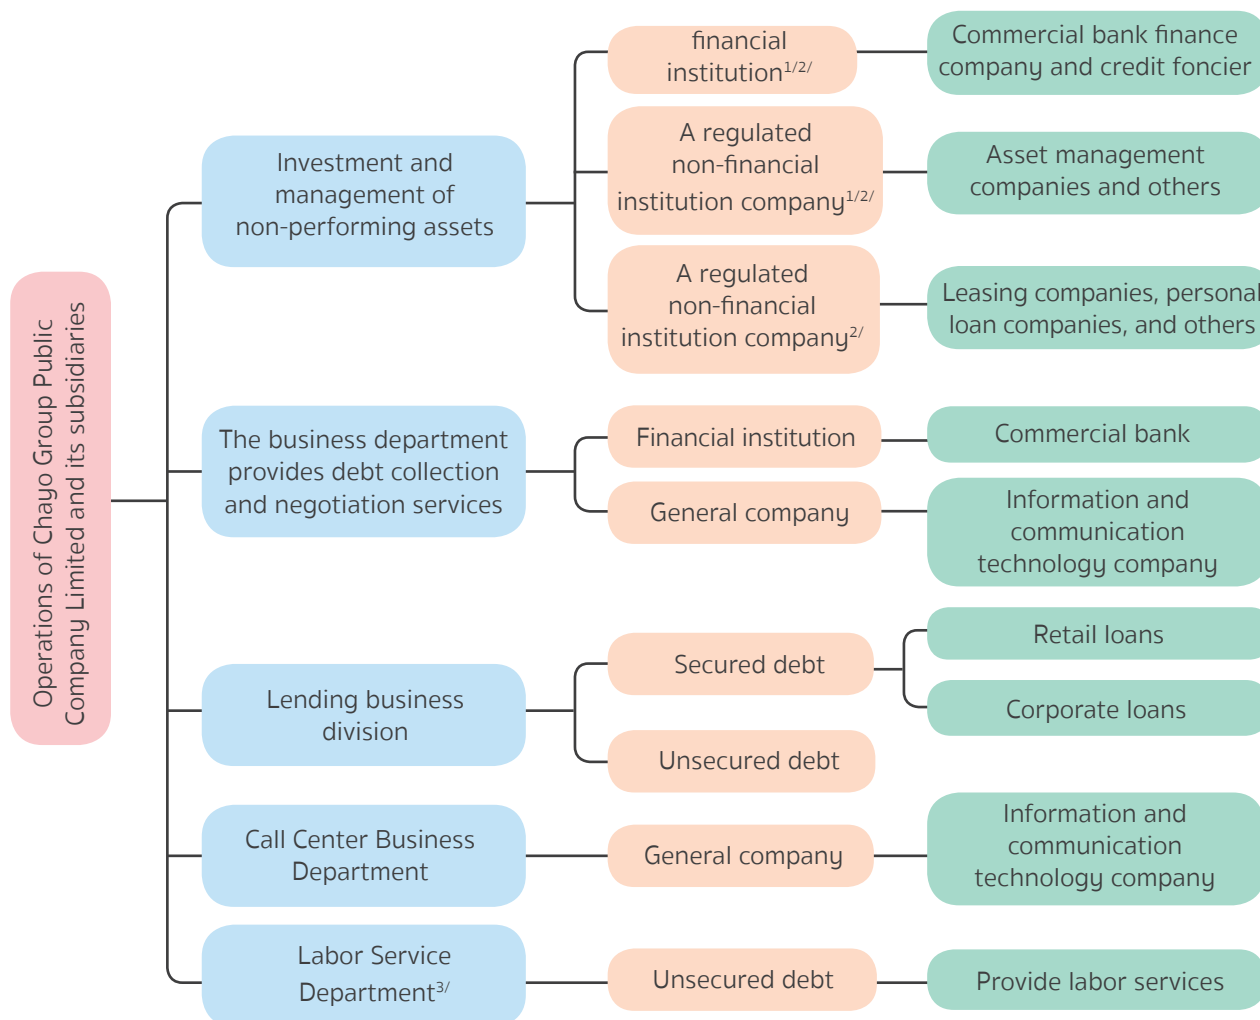 Operations of Chayo Group Public
Company Limited and its subsidiaries
Investment and
management of
non-performing assets
financial
institution1/2/
Commercial bank finance
company and credit foncier
A regulated
non-financial
institution company1/2/
Asset management
companies and others
A regulated
non-financial
institution company2/
Leasing companies, personal
loan companies, and others
The business department
provides debt collection
and negotiation services
Financial institution
Commercial bank
General company
Information and
communication
technology company
Lending business
division
Secured debt
Retail loans
Corporate loans
Unsecured debt
Call Center Business
Department
General company
Information and
communication
technology company
Labor Service
Department3/
Unsecured debt
Provide labor services